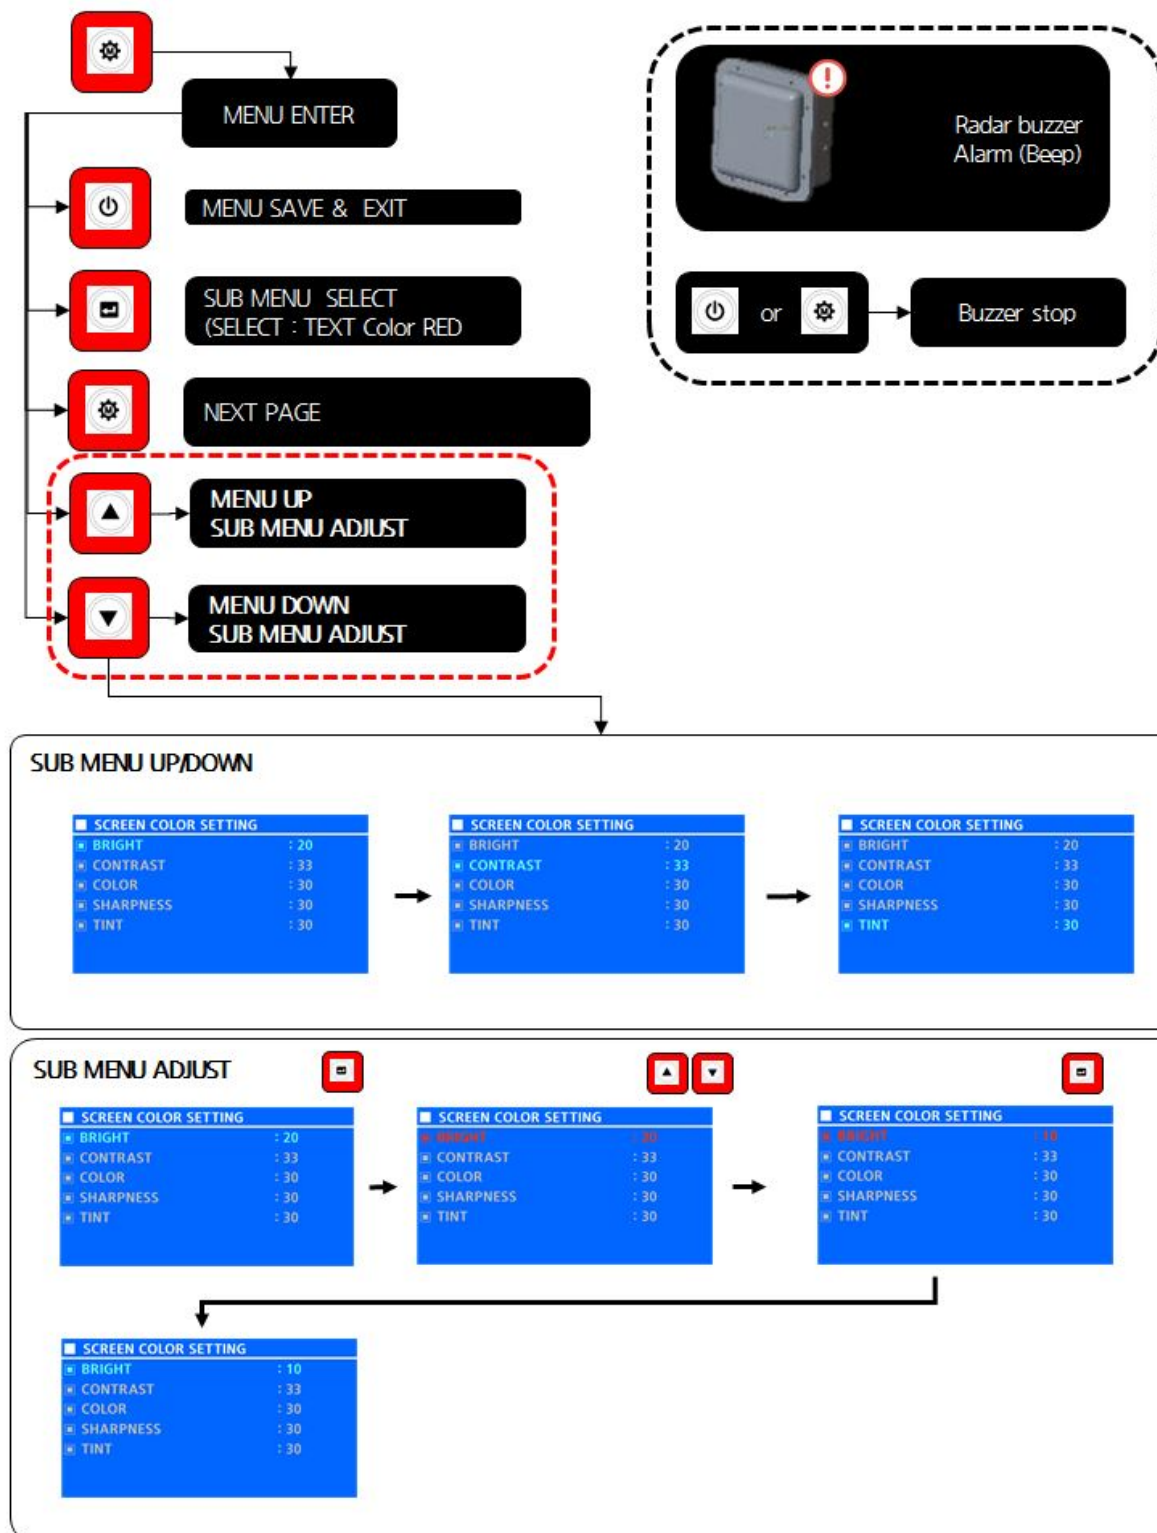 MENU ENTER
MENU SAVE & EXIT
SUB MENU SELECT
(SELECT : TEXT Color RED
NEXT PAGE
MENU UP
SUB MENU ADJUST
MENU DOWN
SUB MENU ADJUST
Radar buzzer
Alarm (Beep)
or
Buzzer stop
SUB MENU UP/DOWN
SCREEN COLOR SETTING
BRIGHT : 20
CONTRAST : 33
COLOR : 30
SHARPNESS : 30
TINT : 30
SCREEN COLOR SETTING
BRIGHT : 20
CONTRAST : 33
COLOR : 30
SHARPNESS : 30
TINT : 30
SCREEN COLOR SETTING
BRIGHT : 20
CONTRAST : 33
COLOR : 30
SHARPNESS : 30
TINT : 30
SUB MENU ADJUST
SCREEN COLOR SETTING
BRIGHT : 20
CONTRAST : 33
COLOR : 30
SHARPNESS : 30
TINT : 30
SCREEN COLOR SETTING
BRIGHT
CONTRAST : 33
COLOR : 30
SHARPNESS : 30
TINT : 30
SCREEN COLOR SETTING
BRIGHT : 10
CONTRAST : 33
COLOR : 30
SHARPNESS : 30
TINT : 30
SCREEN COLOR SETTING
BRIGHT : 10
CONTRAST : 33
COLOR : 30
SHARPNESS : 30
TINT : 30